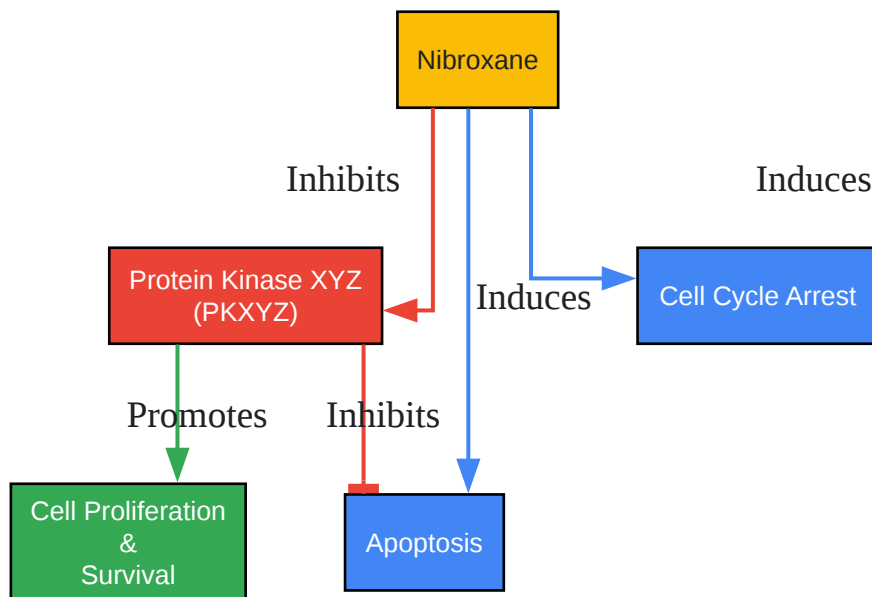 Nibroxane
Inhibits
Induces
Protein Kinase XYZ
(PKXYZ)
Induces
Cell Cycle Arrest
Promotes
Inhibits
Cell Proliferation
&
Survival
Apoptosis